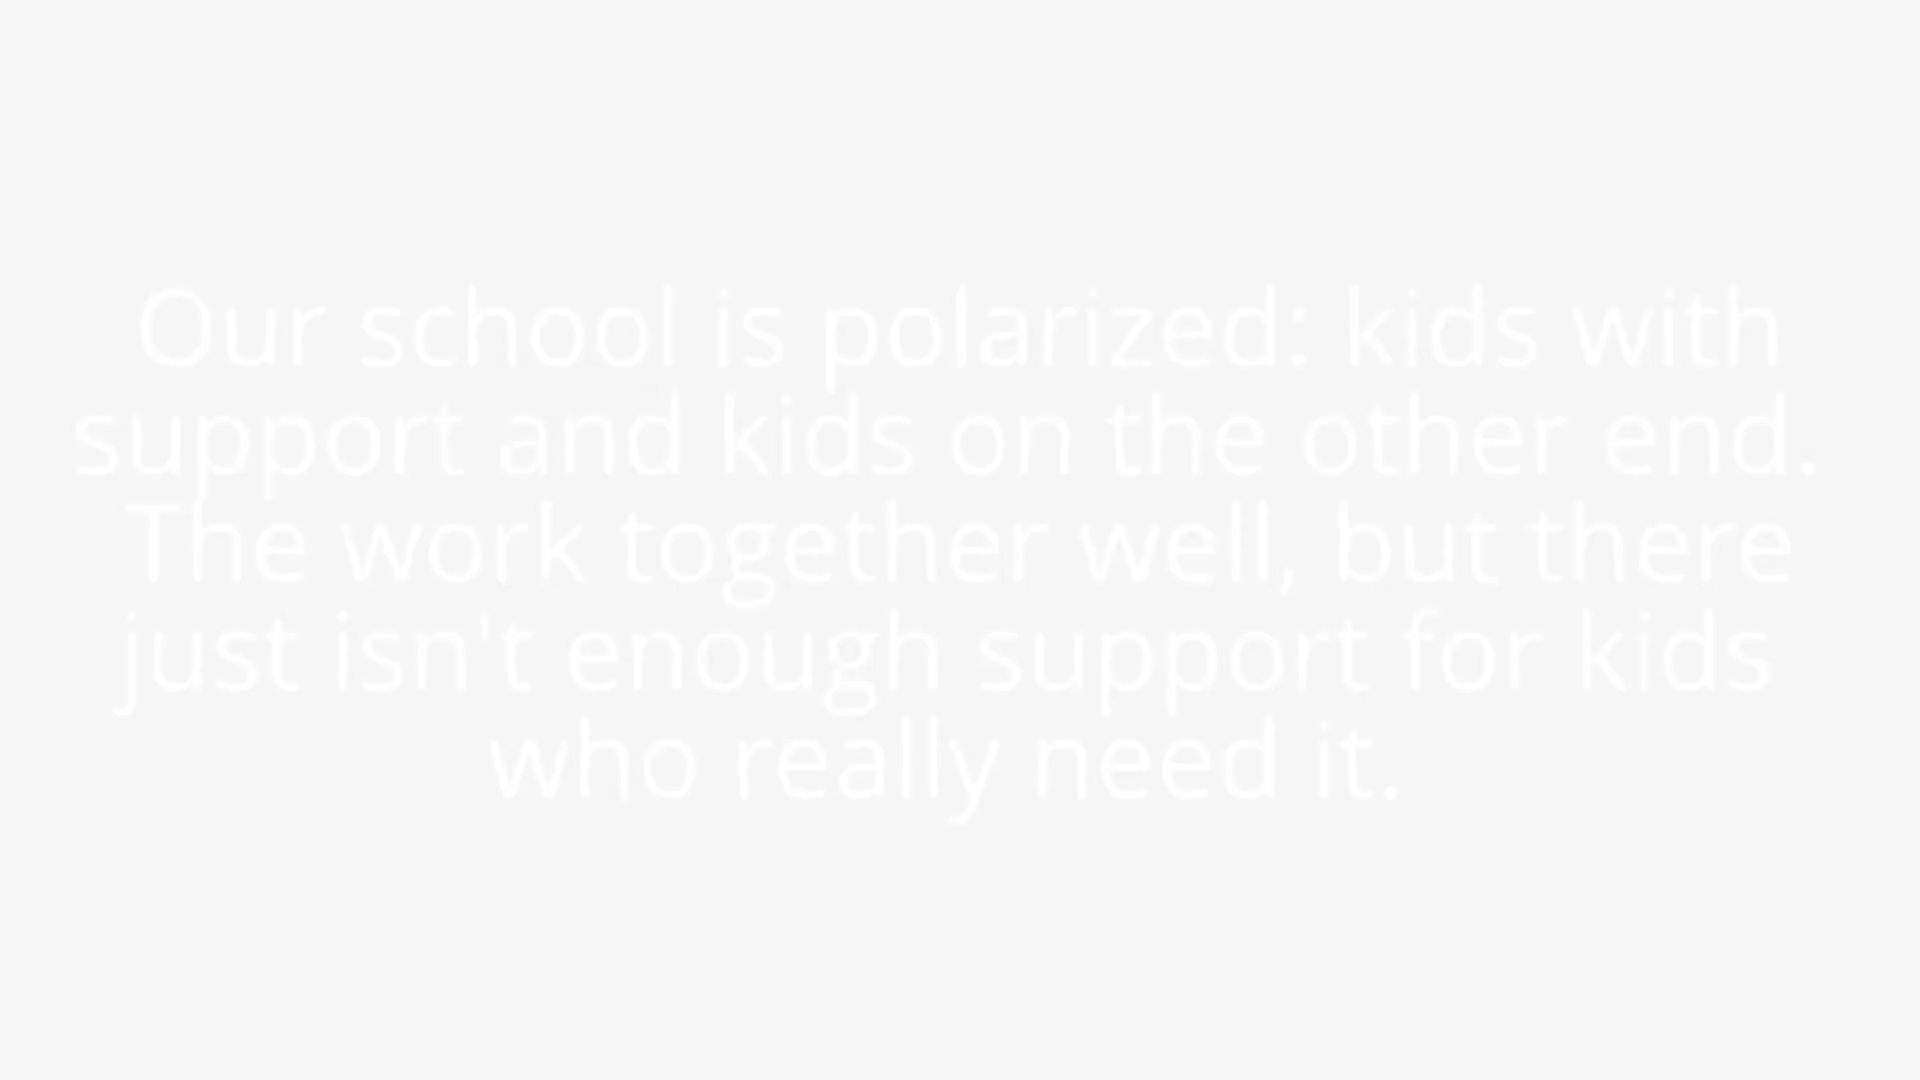 Our school is polarized: kids with
support and kids on the other end.
The work together well, but there
just isn't enough support for kids
who really need it.